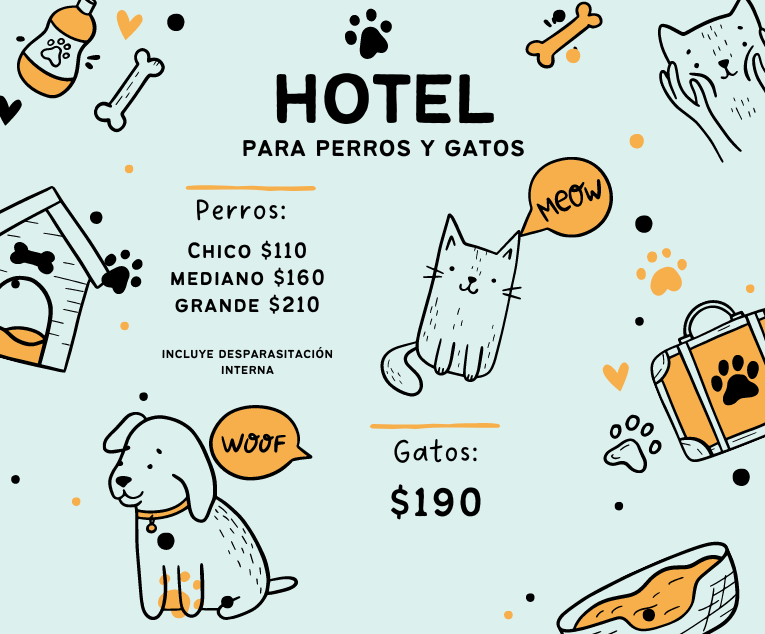 HOTEL
PARA PERROS Y GATOS
Perros:
CHICO $110
MEDIANO $160
GRANDE $210
INCLUYE DESPARASITACIÓN
INTERNA
MEOW
WOOF
Gatos:
$190